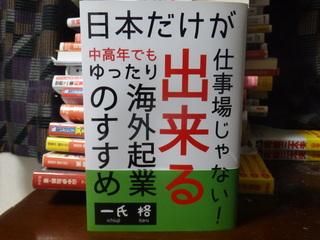 日本だけが
仕事場じゃない!
出来る
中高年でも
ゆったり
海外起業
のすすめ
一氏 格